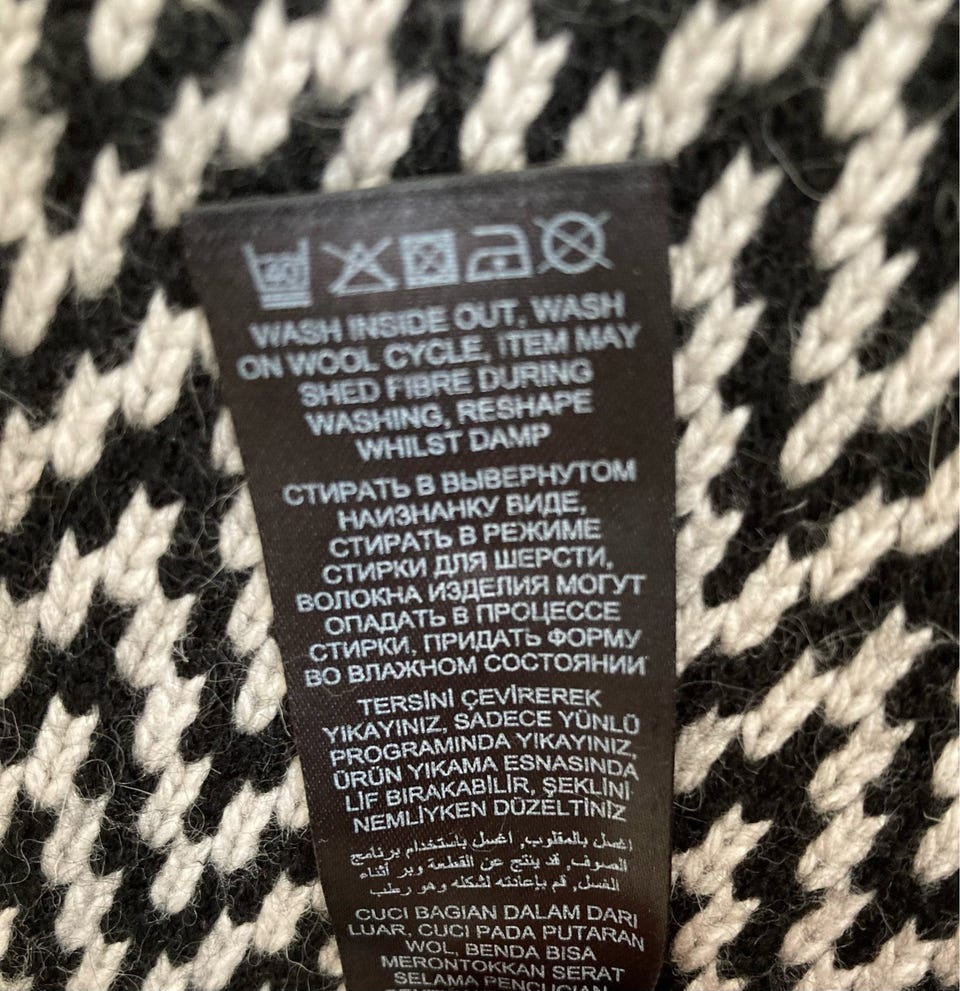 40
WASH INSIDE OUT, WASH
ON WOOL CYCLE, ITEM MAY
SHED FIBRE DURING
WASHING, RESHAPE
WHILST DAMP
СТИРАТЬ В ВЫВЕРНУТОМ
НАИЗНАНКУ ВИДЕ,
СТИРАТЬ В РЕЖИМЕ
СТИРКИ ДЛЯ ШЕРСТИ,
ВОЛОКНА ИЗДЕЛИЯ МОГУТ
ОПАДАТЬ В ПРОЦЕССЕ
СТИРКИ, ПРИДАТЬ ФОРМУ
ВО ВЛАЖНОМ СОСТОЯНИИ
TERSİNİ ÇEVİREREK
YIKAYINIZ, SADECE YÜNLÜ
PROGRAMINDA YIKAYINIZ,
ÜRÜN YIKAMA ESNASINDA
LİF BIRAKABİLİR, ŞEKLİNİ
NEMLİYKEN DÜZELTİNİZ
اغسل بالمقلوب, اغسل باستخدام برنامج
الصوف, قد ينتج عن القطعة وبر أثناء
الغسل, قم بإعادته لشكله وهو رطب
CUCI BAGIAN DALAM DARI
LUAR, CUCI PADA PUTARAN
WOL, BENDA BISA
MERONTOKKAN SERAT
SELAMA PENCUCIAN,